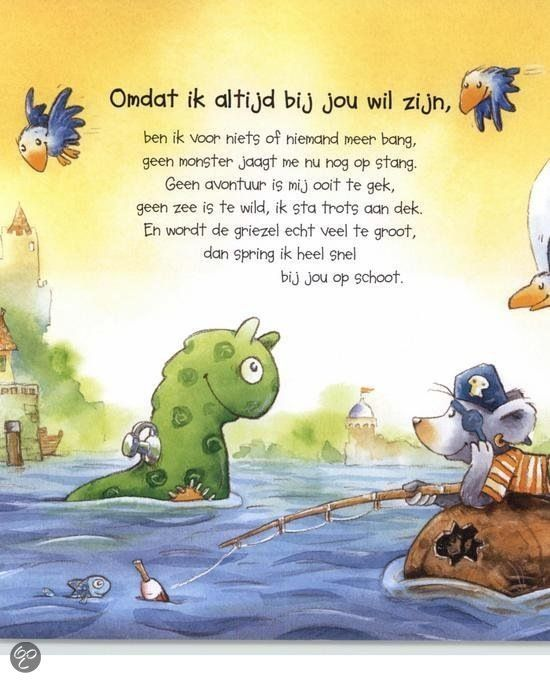 Omdat ik altijd bij jou wil zijn,
ben ik voor niets of niemand meer bang,
geen monster jaagt me nu nog op stang.
Geen avontuur is mij ooit te gek,
geen zee is te wild, ik sta trots aan dek.
En wordt de griezel echt veel te groot,
dan spring ik heel snel
bij jou op schoot.